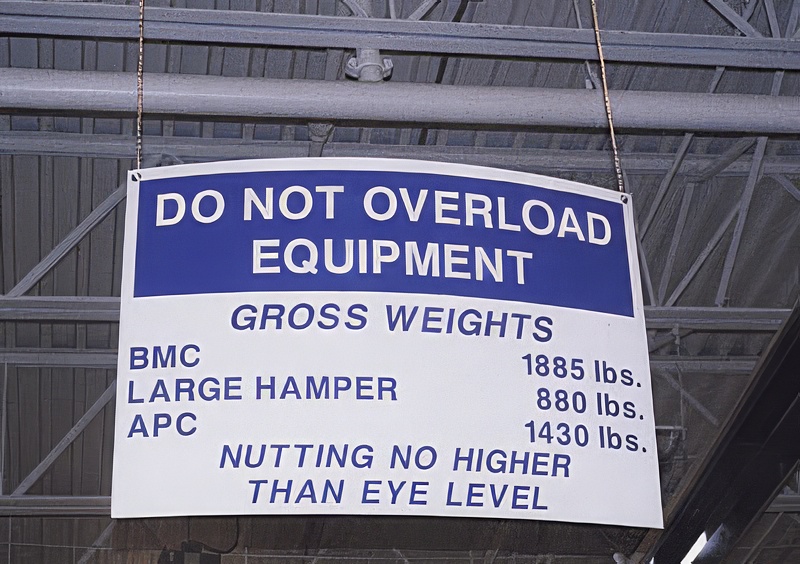 DO NOT OVERLOAD
EQUIPMENT
GROSS WEIGHTS
BMC 1885 lbs.
LARGE HAMPER 880 lbs.
APC 1430 lbs.
NUTTING NO HIGHER
THAN EYE LEVEL